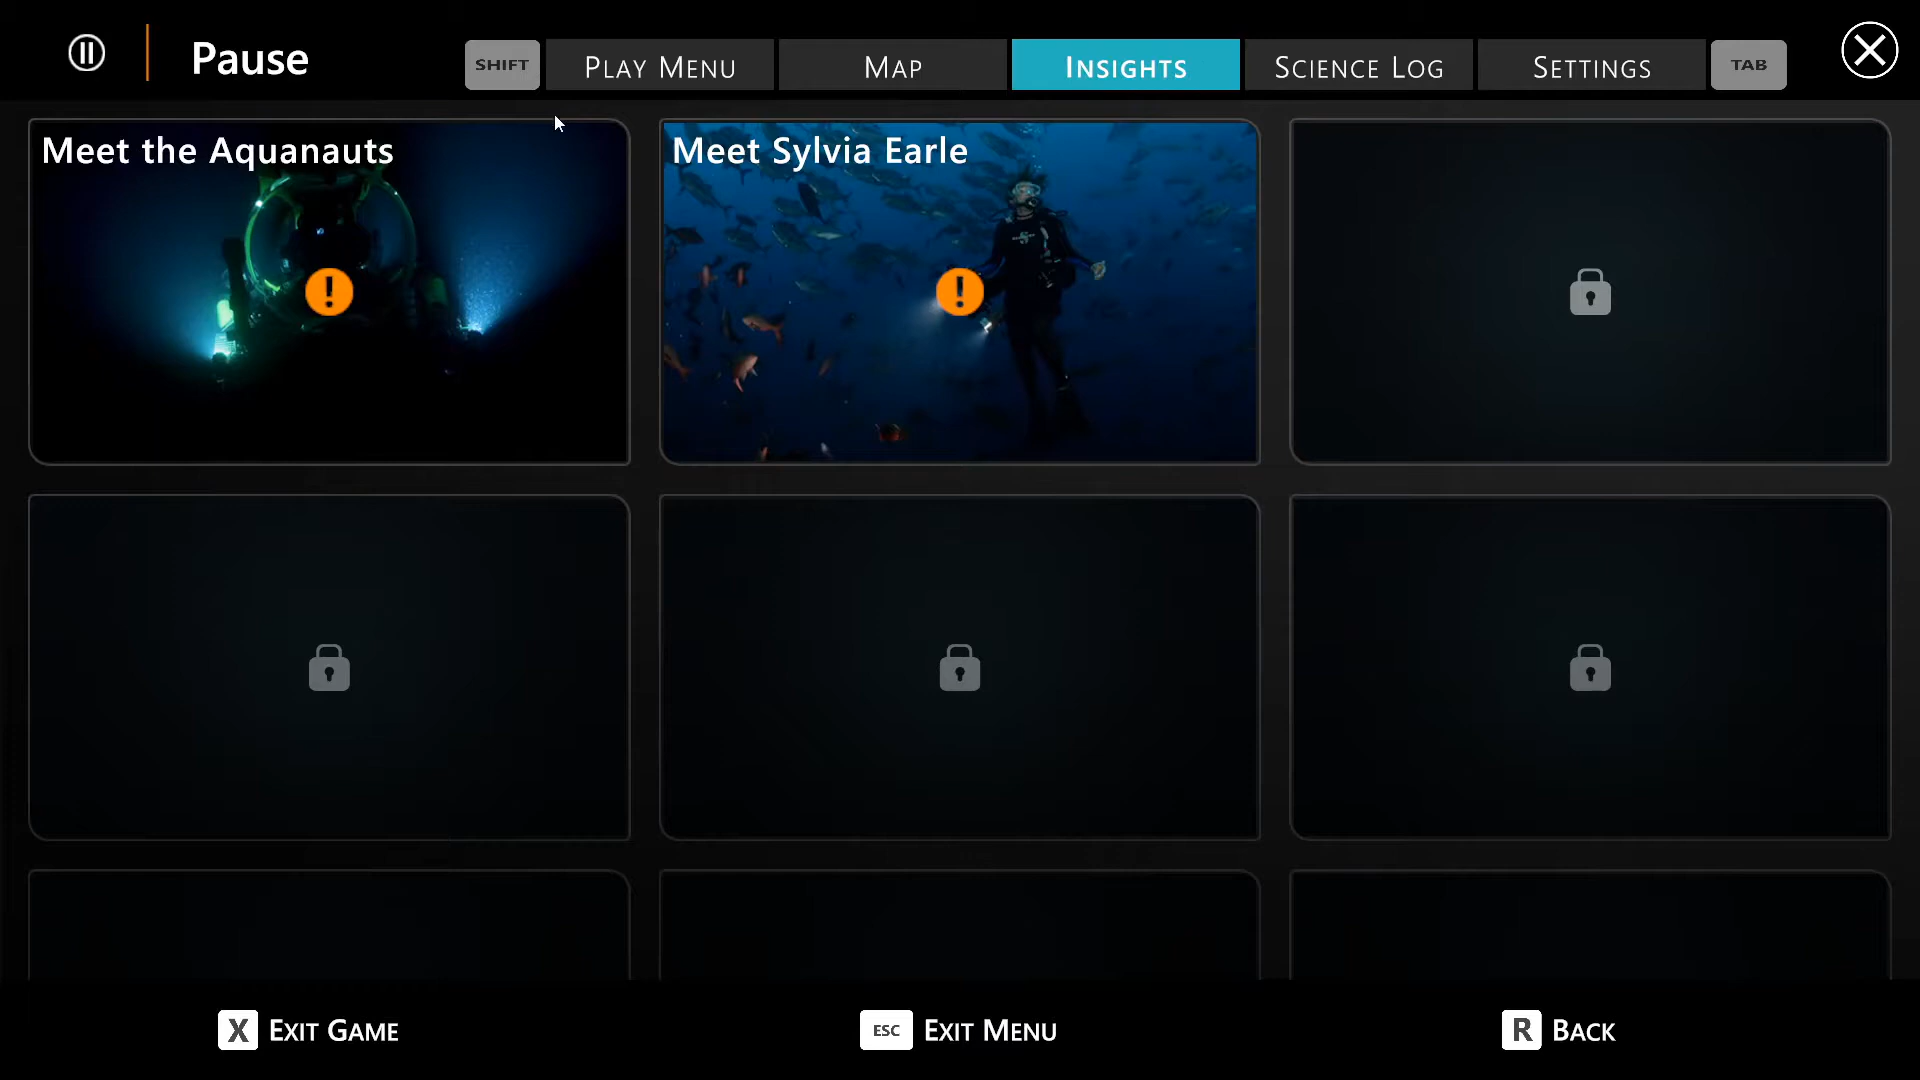 Pause
SHIFT
PLAY MENU
MAP
INSIGHTS
SCIENCE LOG
SETTINGS
TAB
Meet the Aquanauts
Meet Sylvia Earle
X EXIT GAME
ESC EXIT MENU
R BACK